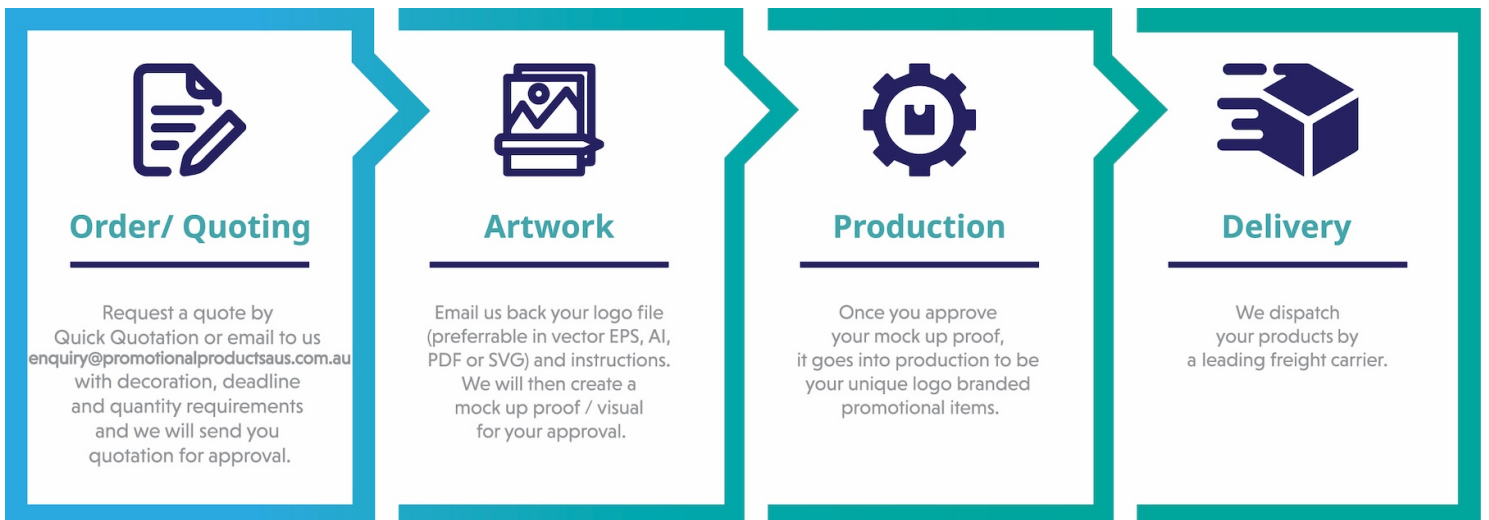 Order/ Quoting
Request a quote by
Quick Quotation or email to us
enquiry@promotionalproductsaus.com.au
with decoration, deadline
and quantity requirements
and we will send you
quotation for approval.
Artwork
Email us back your logo file
(preferrable in vector EPS, AI,
PDF or SVG) and instructions.
We will then create a
mock up proof / visual
for your approval.
Production
Once you approve
your mock up proof,
it goes into production to be
your unique logo branded
promotional items.
Delivery
We dispatch
your products by
a leading freight carrier.